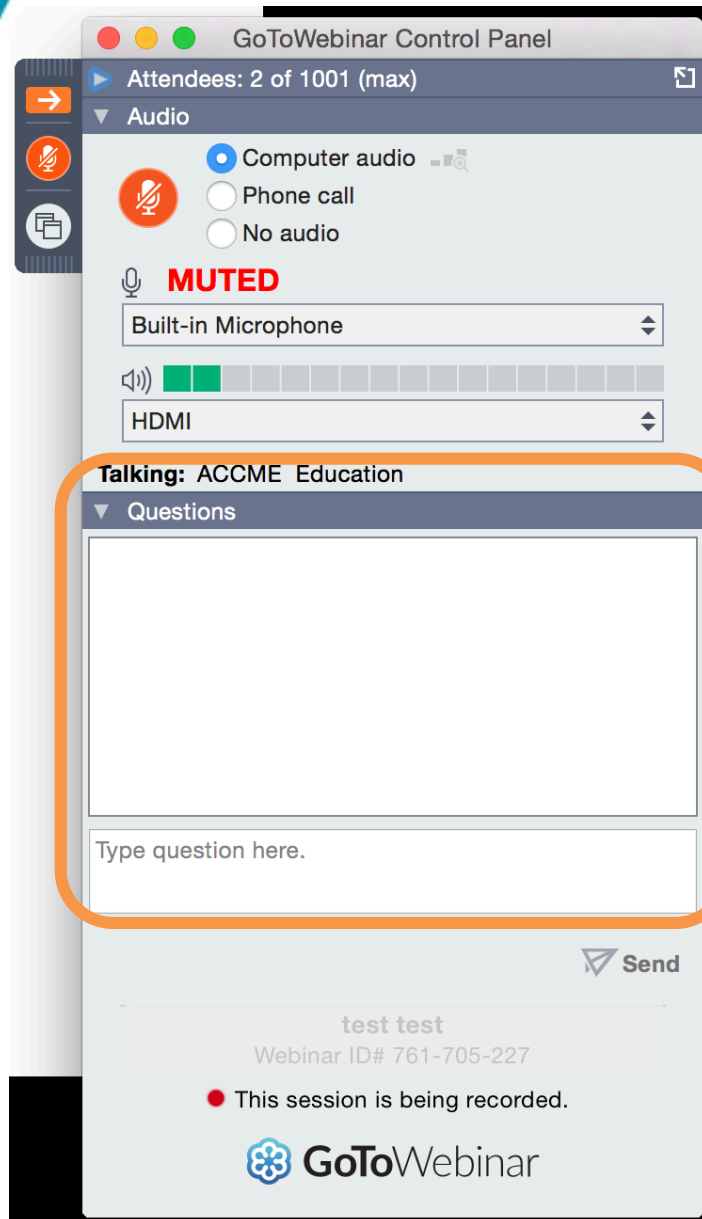 GoToWebinar Control Panel
Attendees: 2 of 1001 (max)
Audio
Computer audio
Phone call
No audio
MUTED
Built-in Microphone
HDMI
Talking: ACCME Education
Questions
Type question here.
Send
test test
Webinar ID# 761-705-227
This session is being recorded.
GoToWebinar